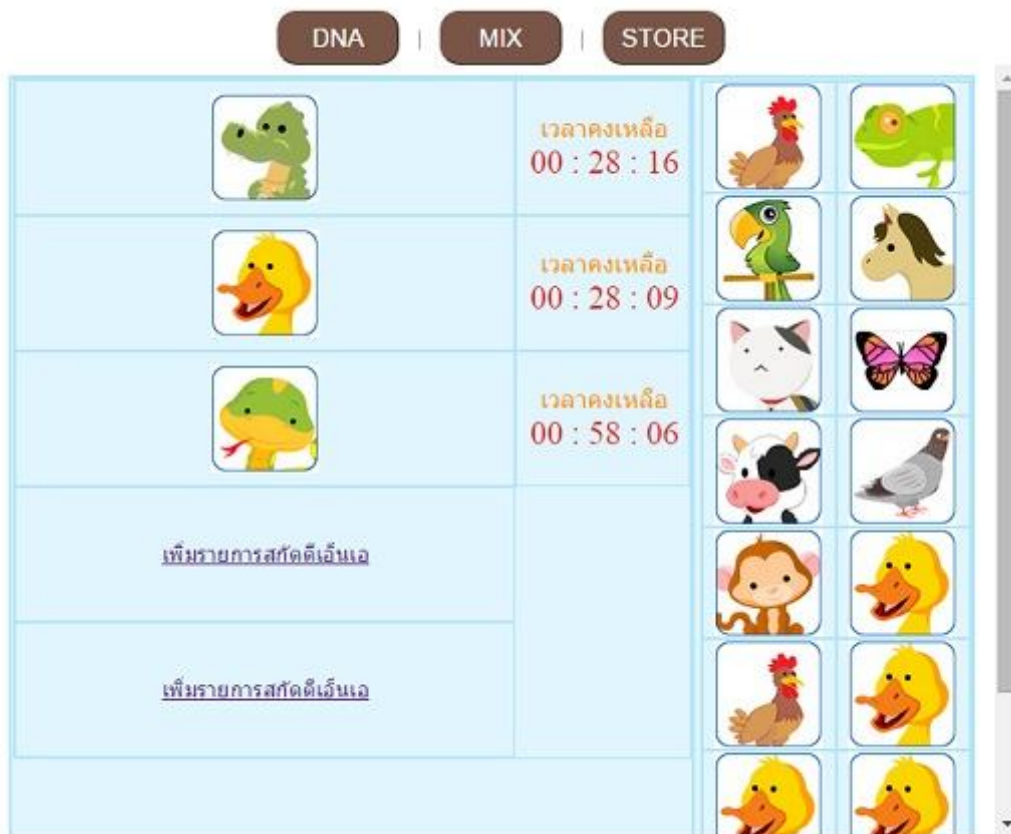 DNA | MIX | STORE
เวลาคงเหลือ
00 : 28 : 16
เวลาคงเหลือ
00 : 28 : 09
เวลาคงเหลือ
00 : 58 : 06
เพิ่มรายการสกัดดีเอ็นเอ
เพิ่มรายการสกัดดีเอ็นเอ